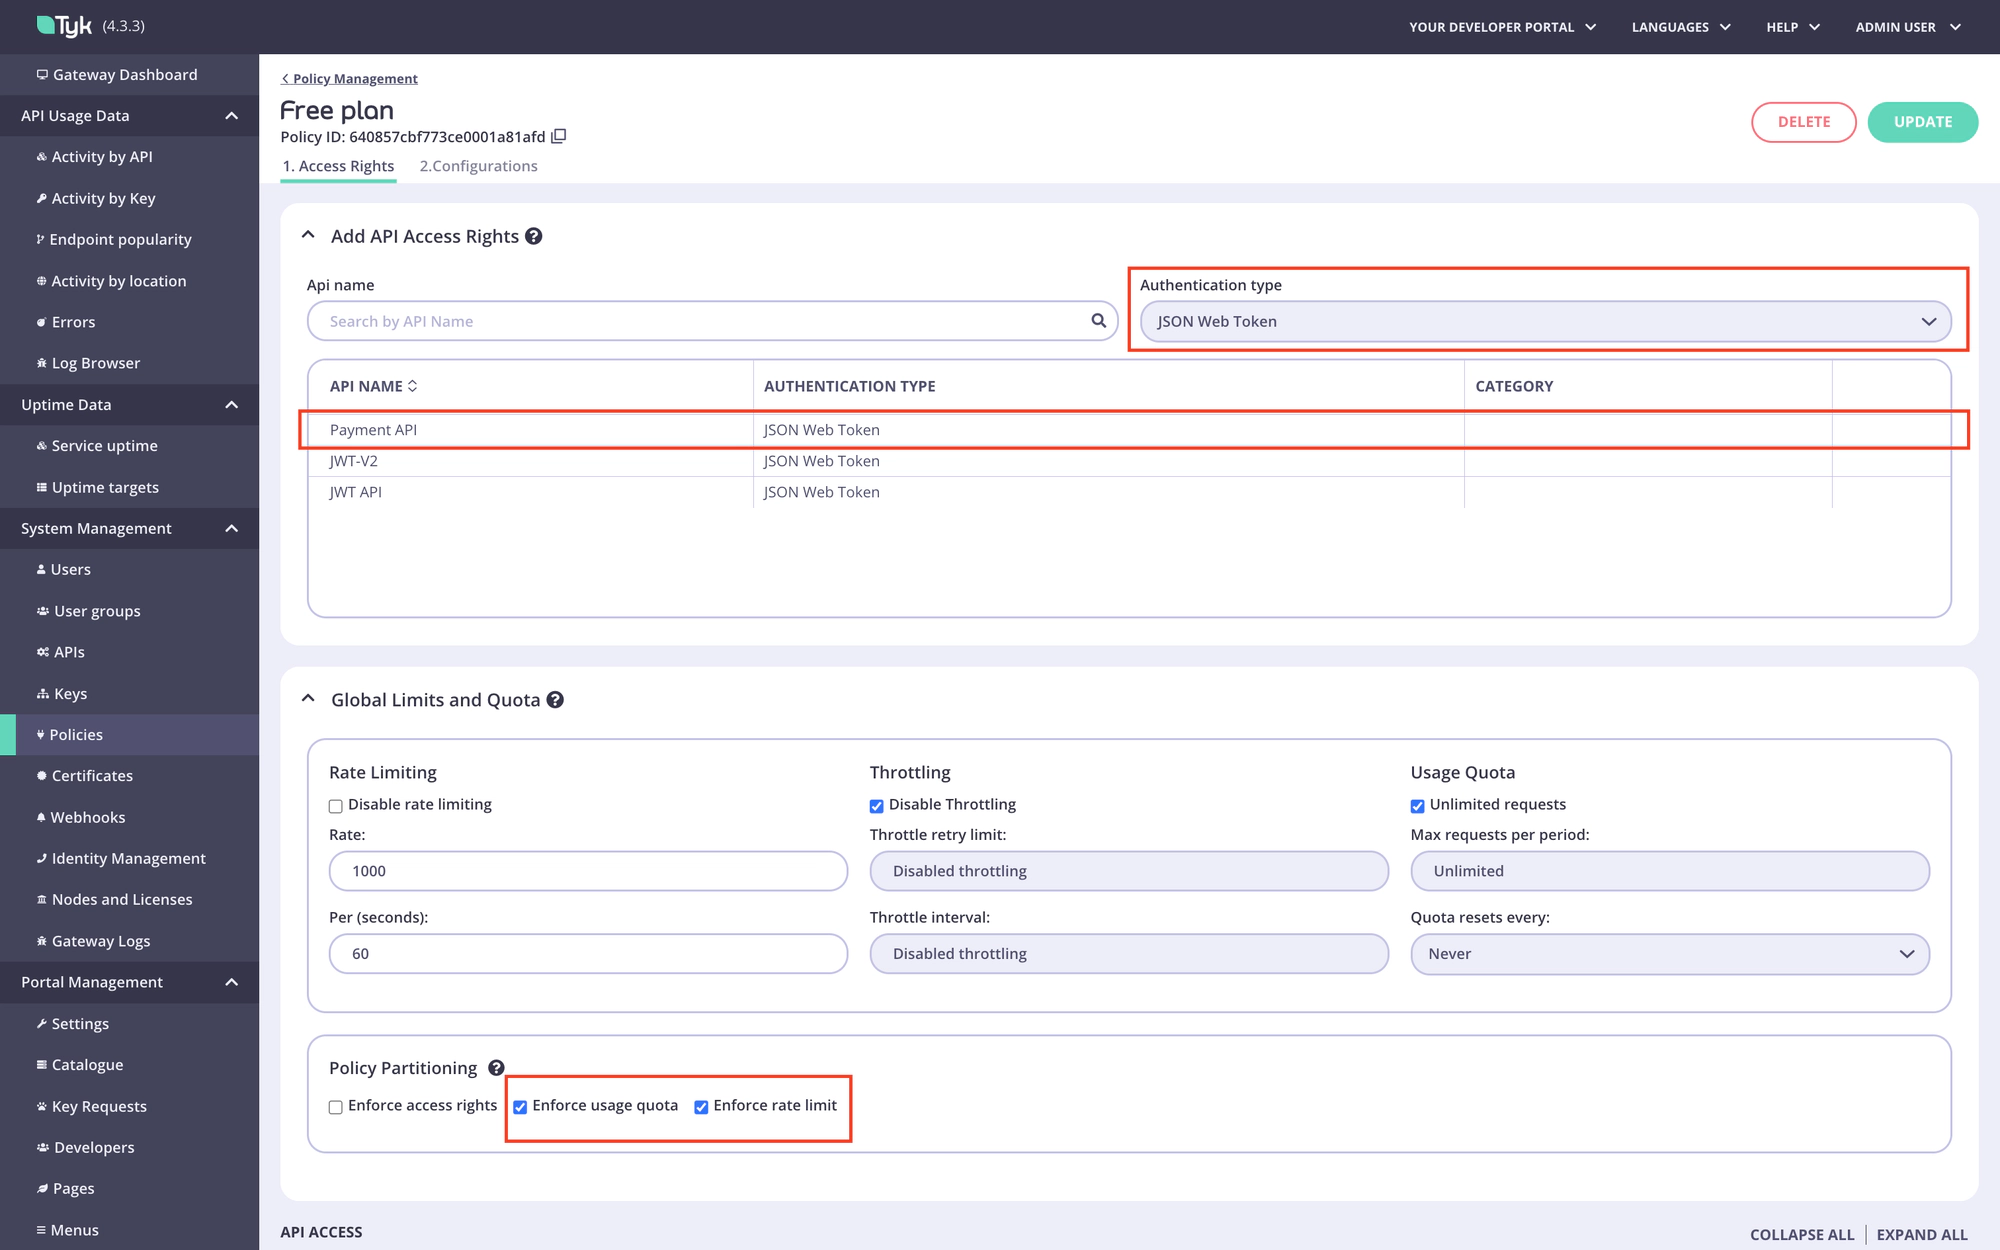 Tyk (4.3.3)
YOUR DEVELOPER PORTAL LANGUAGES HELP ADMIN USER
Gateway Dashboard
API Usage Data
Activity by API
Activity by Key
Endpoint popularity
Activity by location
Errors
Log Browser
Uptime Data
Service uptime
Uptime targets
System Management
Users
User groups
APIs
Keys
Policies
Certificates
Webhooks
Identity Management
Nodes and Licenses
Gateway Logs
Portal Management
Settings
Catalogue
Key Requests
Developers
Pages
Menus
Policy Management
Free plan
Policy ID: 640857cbf773ce0001a81afd
DELETE UPDATE
1. Access Rights 2.Configurations
Add API Access Rights
Api name Authentication type
Search by API Name JSON Web Token
API NAME AUTHENTICATION TYPE CATEGORY
Payment API JSON Web Token
JWT-V2 JSON Web Token
JWT API JSON Web Token
Global Limits and Quota
Rate Limiting Throttling Usage Quota
Disable rate limiting Disable Throttling Unlimited requests
Rate: Throttle retry limit: Max requests per period:
1000 Disabled throttling Unlimited
Per (seconds): Throttle interval: Quota resets every:
60 Disabled throttling Never
Policy Partitioning
Enforce access rights Enforce usage quota Enforce rate limit
API ACCESS COLLAPSE ALL EXPAND ALL